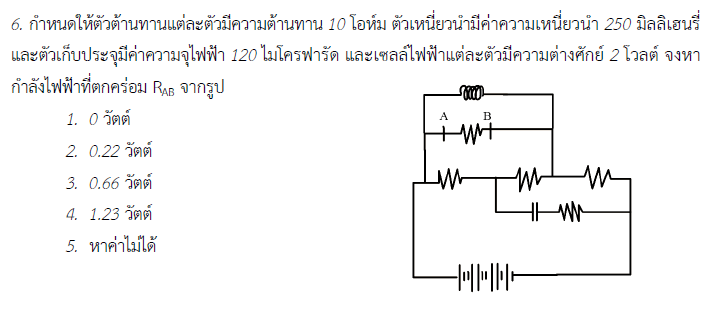 6. กำหนดให้ตัวต้านทานแต่ละตัวมีความต้านทาน 10 โอห์ม ตัวเหนี่ยวนำมีค่าความเหนี่ยวนำ 250 มิลลิเฮนรี่
และตัวเก็บประจุมีค่าความจุไฟฟ้า 120 ไมโครฟารัด และเซลล์ไฟฟ้าแต่ละตัวมีความต่างศักย์ 2 โวลต์ จงหา
กำลังไฟฟ้าที่ตกคร่อม RAB จากรูป
1. 0 วัตต์
2. 0.22 วัตต์
3. 0.66 วัตต์
4. 1.23 วัตต์
5. หาค่าไม่ได้
A B